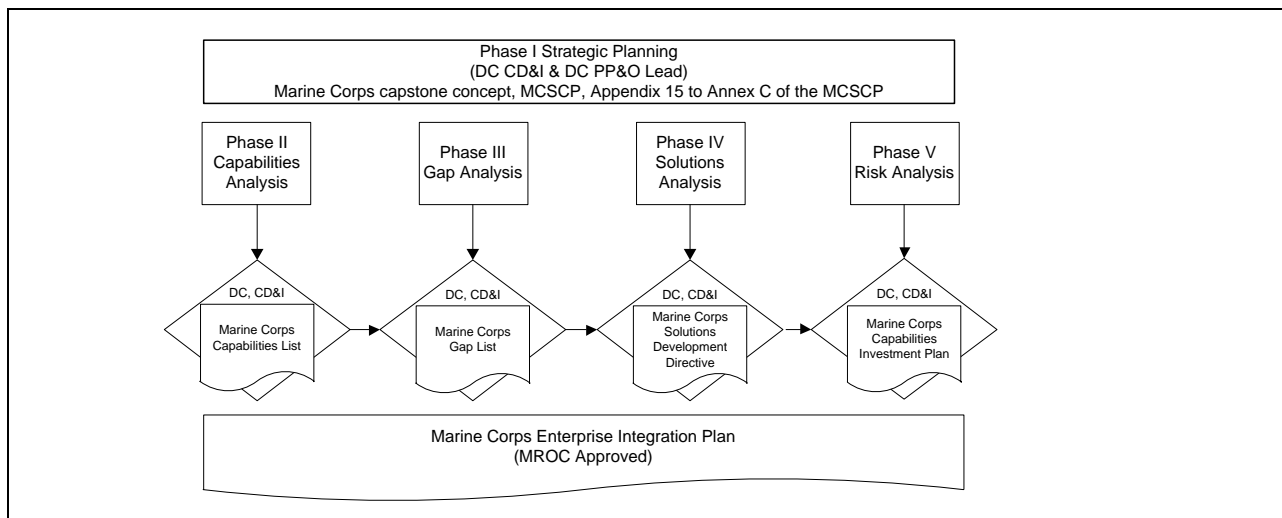 Phase I Strategic Planning
(DC CD&I & DC PP&O Lead)
Marine Corps capstone concept, MCSCP, Appendix 15 to Annex C of the MCSCP
Phase II
Capabilities
Analysis
Phase III
Gap Analysis
Phase IV
Solutions
Analysis
Phase V
Risk Analysis
DC, CD&I
Marine Corps
Capabilities List
DC, CD&I
Marine Corps
Gap List
DC, CD&I
Marine Corps
Solutions
Development
Directive
DC, CD&I
Marine Corps
Capabilities
Investment Plan
Marine Corps Enterprise Integration Plan
(MROC Approved)